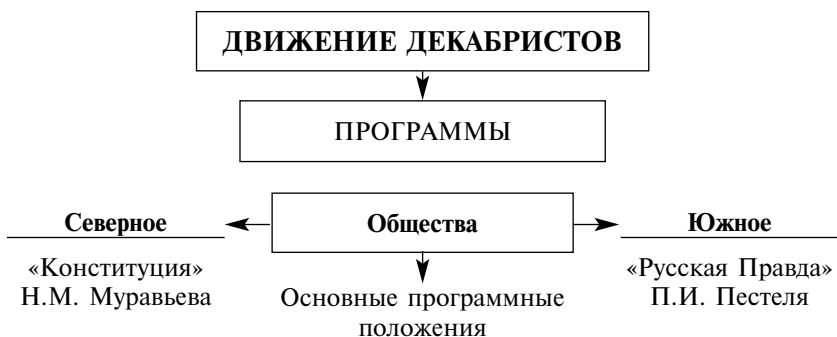 ДВИЖЕНИЕ ДЕКАБРИСТОВ
ПРОГРАММЫ
Северное
Общества
Южное
«Конституция»
Н.М. Муравьева
Основные программные
положения
«Русская Правда»
П.И. Пестеля